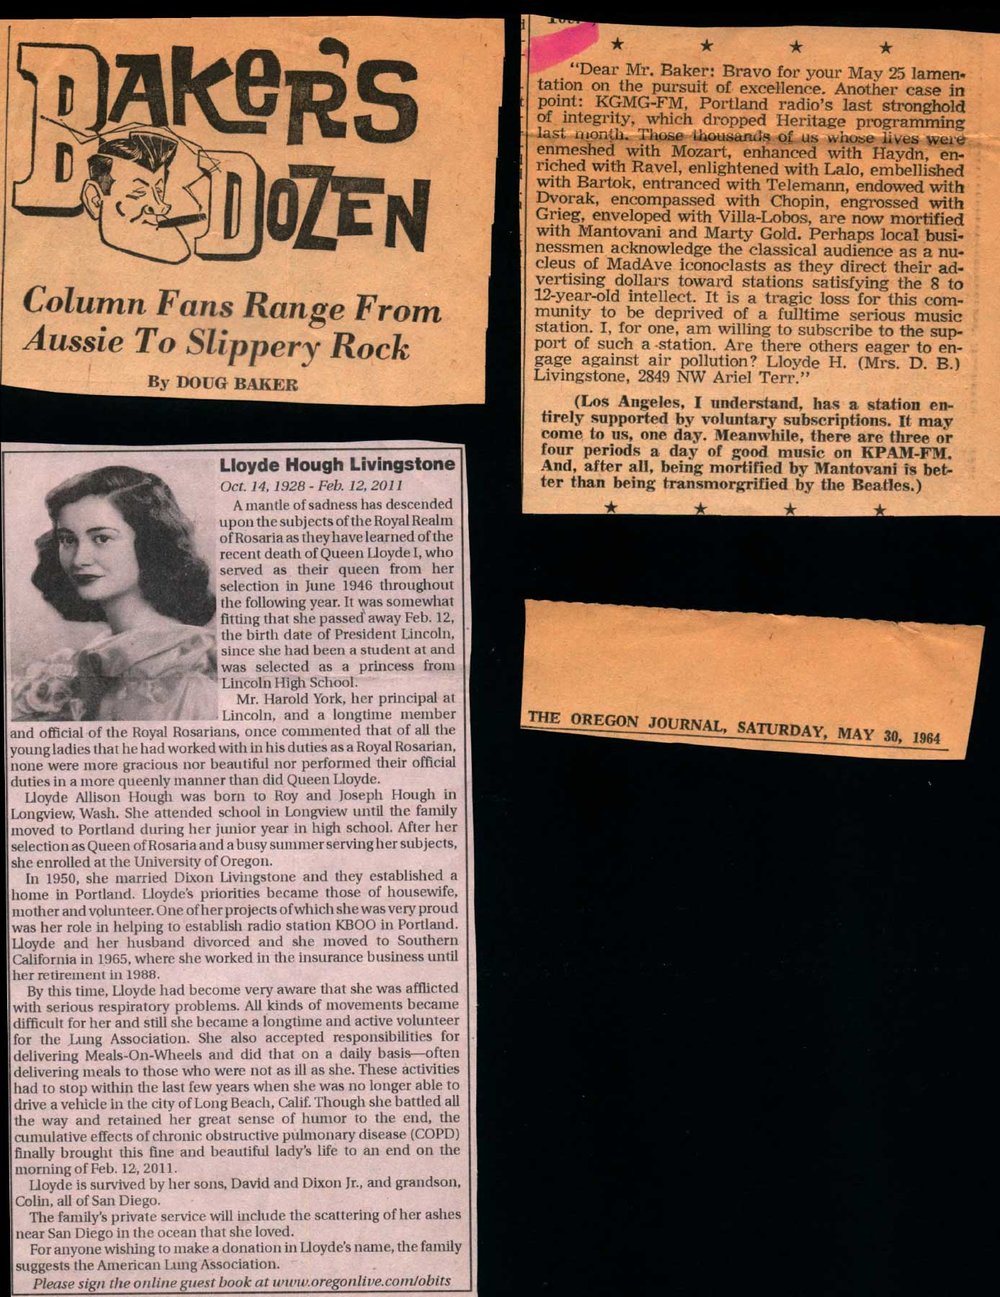 BAKER'S
DOZEN
Column Fans Range From
Aussie To Slippery Rock
By DOUG BAKER
"Dear Mr. Baker: Bravo for your May 25 lamen-
tation on the pursuit of excellence. Another case in
point: KGMG-FM, Portland radio's last stronghold
of integrity, which dropped Heritage programming
last month. Those thousands of us whose lives were
enmeshed with Mozart, enhanced with Haydn, en-
riched with Ravel, enlightened with Lalo, embellished
with Bartok, entranced with Telemann, endowed with
Dvorak, encompassed with Chopin, engrossed with
Grieg, enveloped with Villa-Lobos, are now mortified
with Mantovani and Marty Gold. Perhaps local busi-
nessmen acknowledge the classical audience as a nu-
cleus of MadAve iconoclasts as they direct their ad-
vertising dollars toward stations satisfying the 8 to
12-year-old intellect. It is a tragic loss for this com-
munity to be deprived of a fulltime serious music
station. I, for one, am willing to subscribe to the sup-
port of such a station. Are there others eager to en-
gage against air pollution? Lloyde H. (Mrs. D. B.)
Livingstone, 2849 NW Ariel Terr."
(Los Angeles, I understand, has a station en-
tirely supported by voluntary subscriptions. It may
come to us, one day. Meanwhile, there are three or
four periods a day of good music on KPAM-FM.
And, after all, being mortified by Mantovani is bet-
ter than being transmorgrified by the Beatles.)
THE OREGON JOURNAL, SATURDAY, MAY 30, 1964
Lloyde Hough Livingstone
Oct. 14, 1928 - Feb. 12, 2011
A mantle of sadness has descended
upon the subjects of the Royal Realm
of Rosaria as they have learned of the
recent death of Queen Lloyde I, who
served as their queen from her
selection in June 1946 throughout
the following year. It was somewhat
fitting that she passed away Feb. 12,
the birth date of President Lincoln,
since she had been a student at and
was selected as a princess from
Lincoln High School.
Mr. Harold York, her principal at
Lincoln, and a longtime member
and official of the Royal Rosarians, once commented that of all the
young ladies that he had worked with in his duties as a Royal Rosarian,
none were more gracious nor beautiful nor performed their official
duties in a more queenly manner than did Queen Lloyde.
Lloyde Allison Hough was born to Roy and Joseph Hough in
Longview, Wash. She attended school in Longview until the family
moved to Portland during her junior year in high school. After her
selection as Queen of Rosaria and a busy summer serving her subjects,
she enrolled at the University of Oregon.
In 1950, she married Dixon Livingstone and they established a
home in Portland. Lloyde's priorities became those of housewife,
mother and volunteer. One of her projects of which she was very proud
was her role in helping to establish radio station KBOO in Portland.
Lloyde and her husband divorced and she moved to Southern
California in 1965, where she worked in the insurance business until
her retirement in 1988.
By this time, Lloyde had become very aware that she was afflicted
with serious respiratory problems. All kinds of movements became
difficult for her and still she became a longtime and active volunteer
for the Lung Association. She also accepted responsibilities for
delivering Meals-On-Wheels and did that on a daily basis—often
delivering meals to those who were not as ill as she. These activities
had to stop within the last few years when she was no longer able to
drive a vehicle in the city of Long Beach, Calif. Though she battled all
the way and retained her great sense of humor to the end, the
cumulative effects of chronic obstructive pulmonary disease (COPD)
finally brought this fine and beautiful lady's life to an end on the
morning of Feb. 12, 2011.
Lloyde is survived by her sons, David and Dixon Jr., and grandson,
Colin, all of San Diego.
The family's private service will include the scattering of her ashes
near San Diego in the ocean that she loved.
For anyone wishing to make a donation in Lloyde's name, the family
suggests the American Lung Association.
Please sign the online guest book at www.oregonlive.com/obits